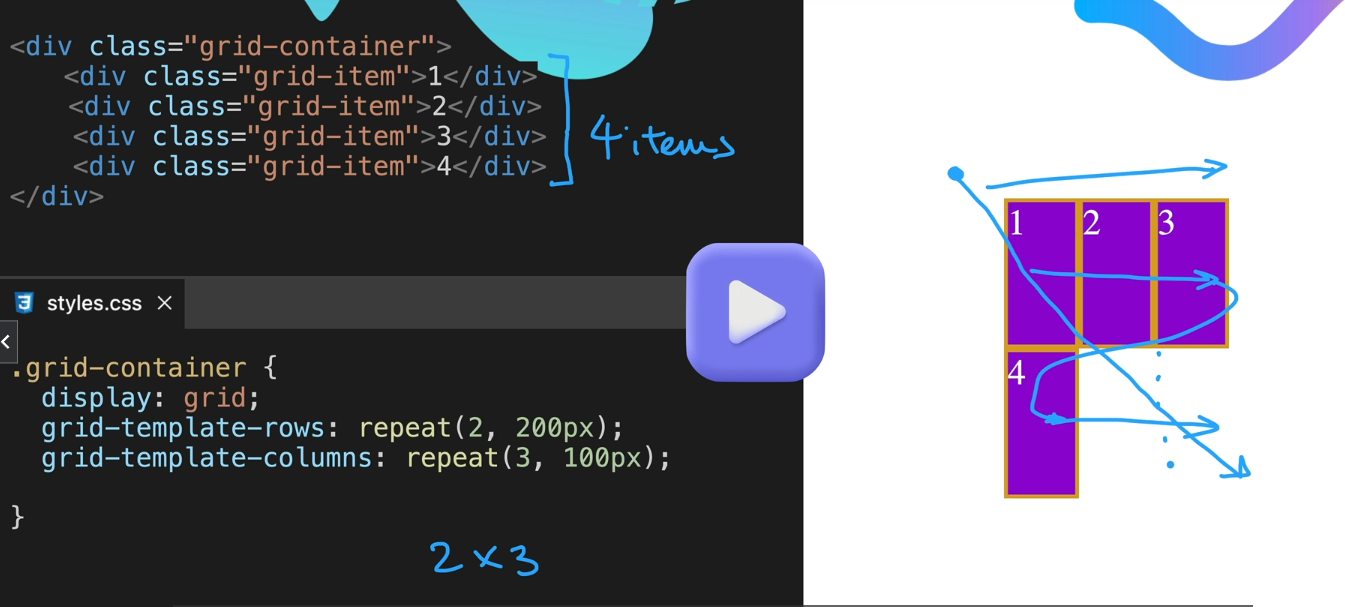 <div class="grid-container">
<div class="grid-item">1</div>
<div class="grid-item">2</div>
<div class="grid-item">3</div>
<div class="grid-item">4</div>
</div>
4 items
styles.css ×
.grid-container {
display: grid;
grid-template-rows: repeat(2, 200px);
grid-template-columns: repeat(3, 100px);
}
2 × 3
1 2 3
4